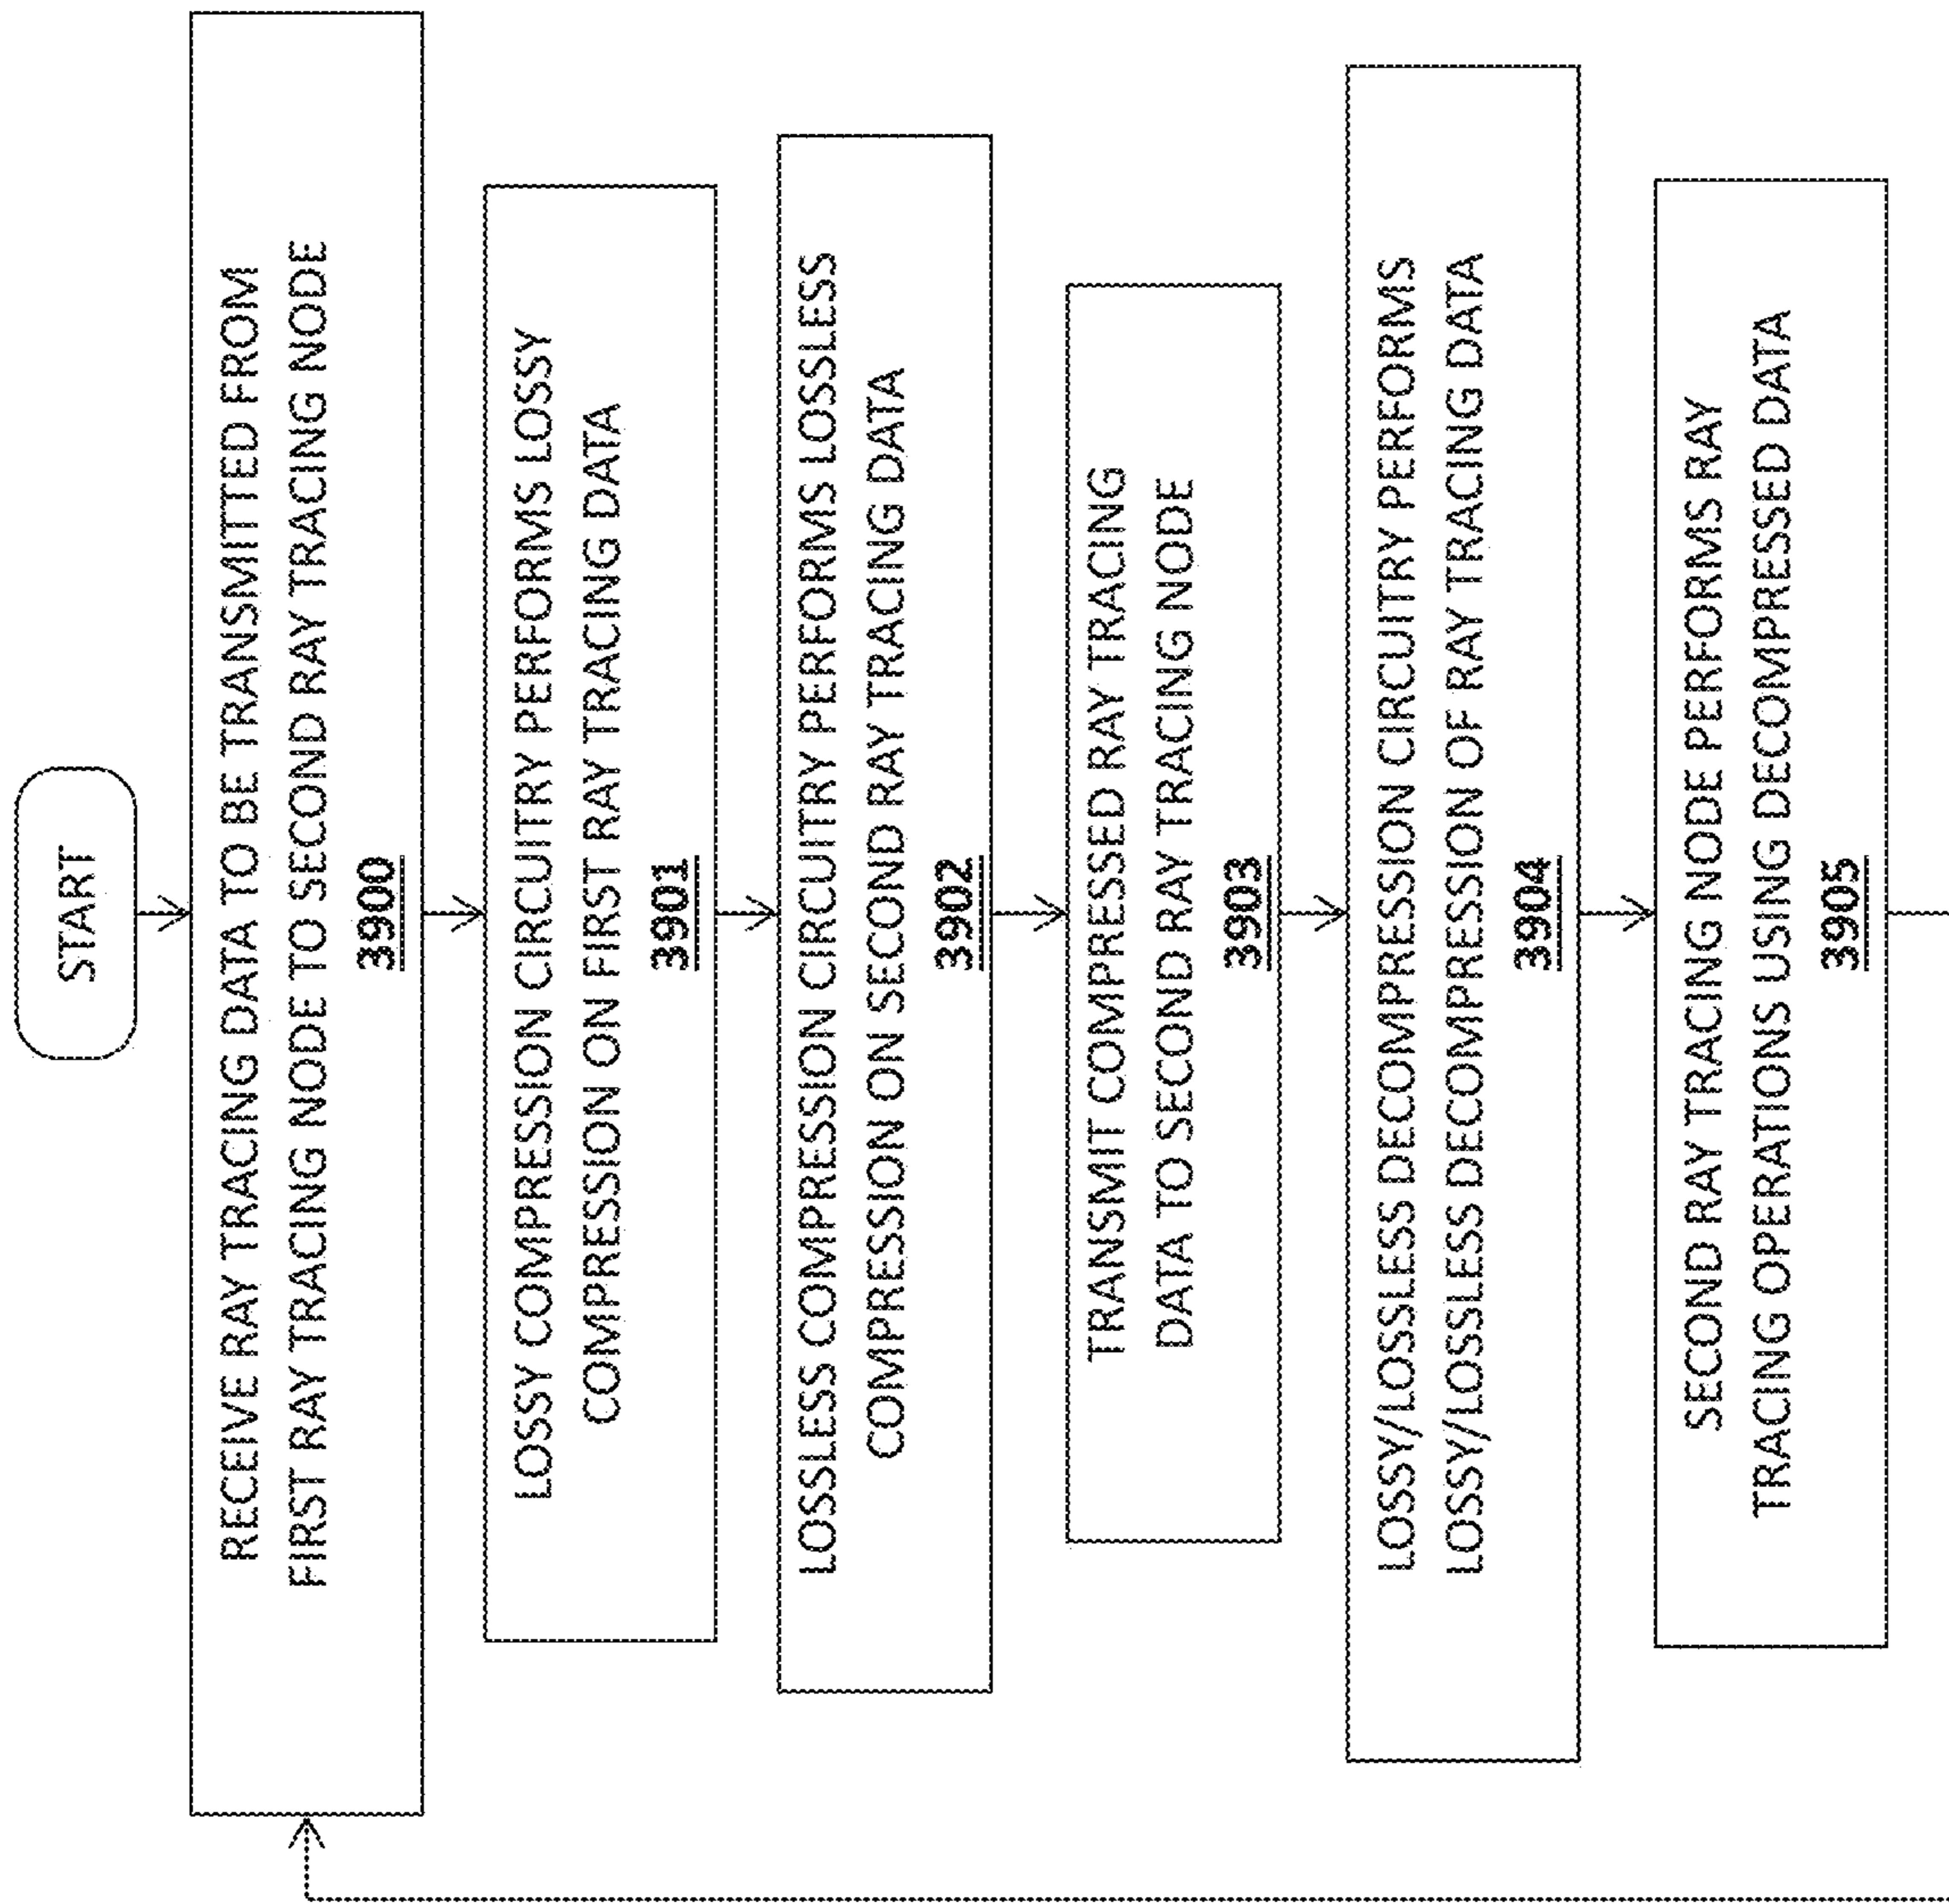 START
RECEIVE RAY TRACING DATA TO BE TRANSMITTED FROM
FIRST RAY TRACING NODE TO SECOND RAY TRACING NODE
3900
LOSSY COMPRESSION CIRCUITRY PERFORMS LOSSY
COMPRESSION ON FIRST RAY TRACING DATA
3901
LOSSLESS COMPRESSION CIRCUITRY PERFORMS LOSSLESS
COMPRESSION ON SECOND RAY TRACING DATA
3902
TRANSMIT COMPRESSED RAY TRACING
DATA TO SECOND RAY TRACING NODE
3903
LOSSY/LOSSLESS DECOMPRESSION CIRCUITRY PERFORMS
LOSSY/LOSSLESS DECOMPRESSION OF RAY TRACING DATA
3904
SECOND RAY TRACING NODE PERFORMS RAY
TRACING OPERATIONS USING DECOMPRESSED DATA
3905